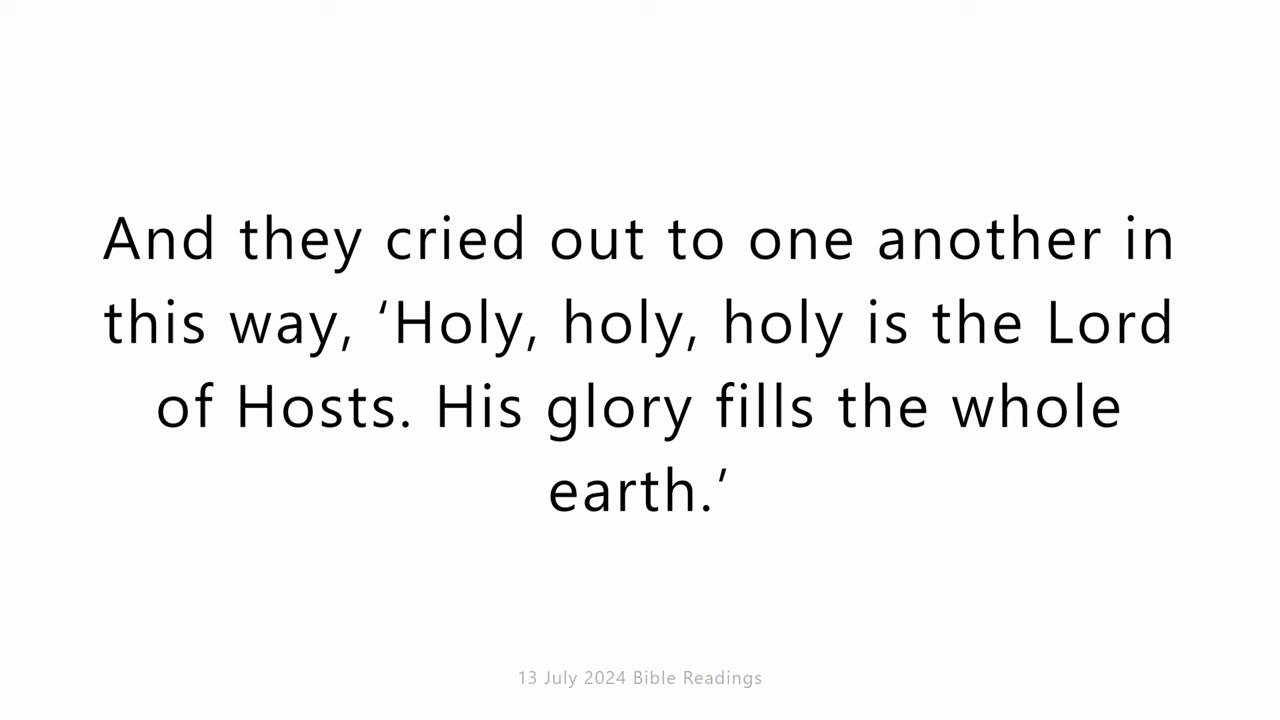 And they cried out to one another in
this way, ‘Holy, holy, holy is the Lord
of Hosts. His glory fills the whole
earth.’
13 July 2024 Bible Readings